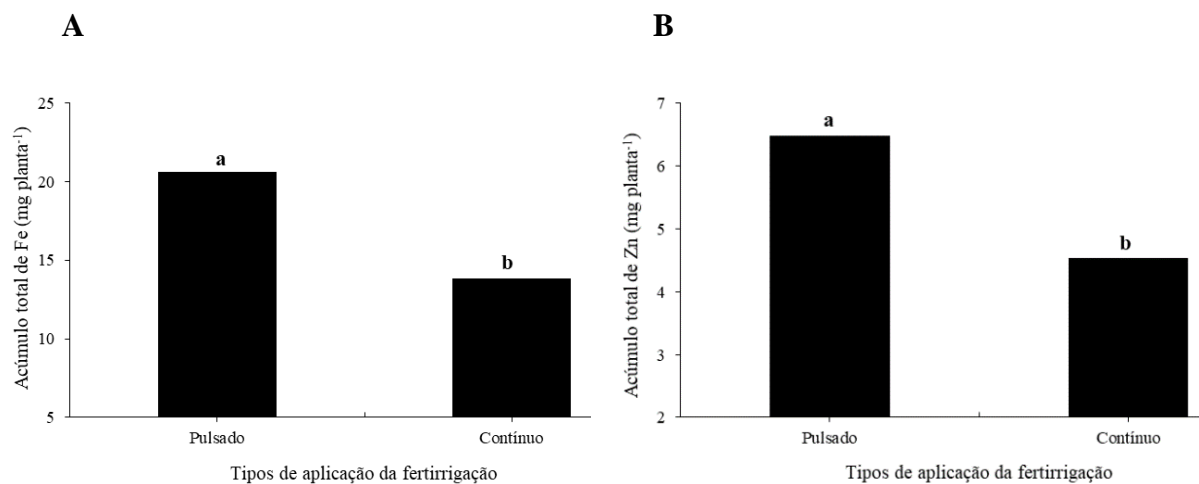 A
Acúmulo total de Fe (mg planta⁻¹)
25
20
15
10
5
a
b
Pulsado
Contínuo
Tipos de aplicação da fertirrigação
B
Acúmulo total de Zn (mg planta⁻¹)
7
6
5
4
3
2
a
b
Pulsado
Contínuo
Tipos de aplicação da fertirrigação